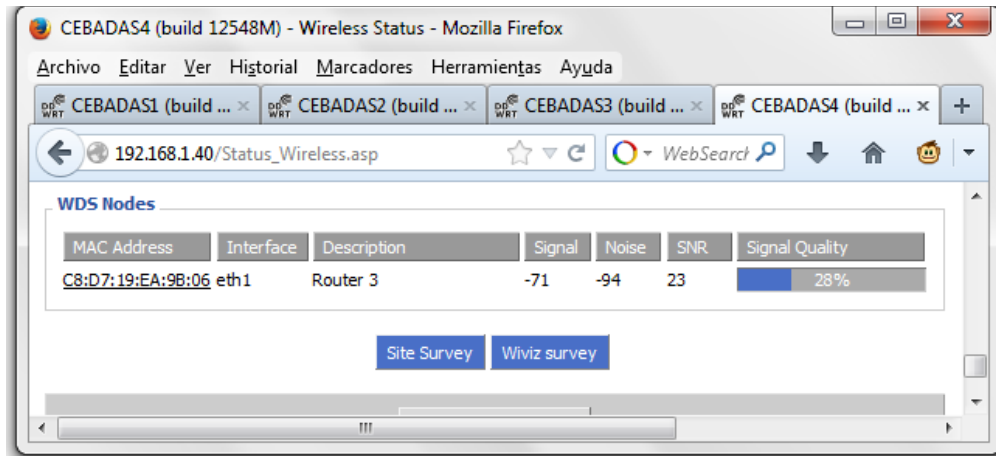 CEBADAS4 (build 12548M) - Wireless Status - Mozilla Firefox
Archivo Editar Ver Historial Marcadores Herramientas Ayuda
CEBADAS1 (build ... CEBADAS2 (build ... CEBADAS3 (build ... CEBADAS4 (build ...
192.168.1.40/Status_Wireless.asp WebSearch
WDS Nodes
MAC Address Interface Description Signal Noise SNR Signal Quality
C8:D7:19:EA:9B:06 eth1 Router 3 -71 -94 23 28%
Site Survey Wiviz survey